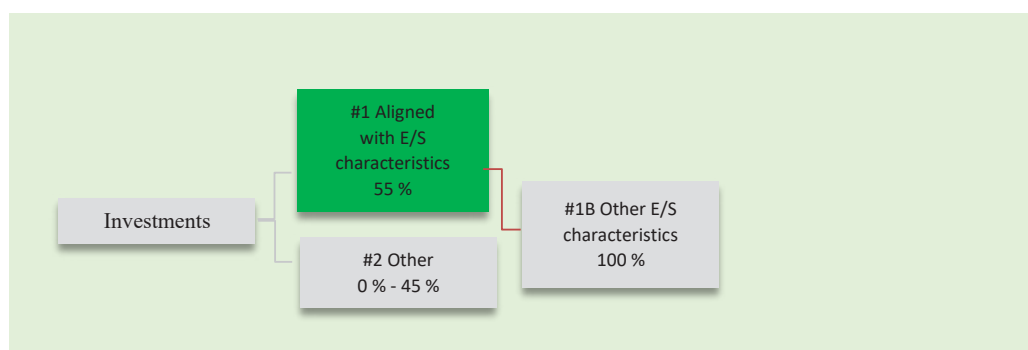 Investments
#1 Aligned
with E/S
characteristics
55 %
#2 Other
0 % - 45 %
#1B Other E/S
characteristics
100 %